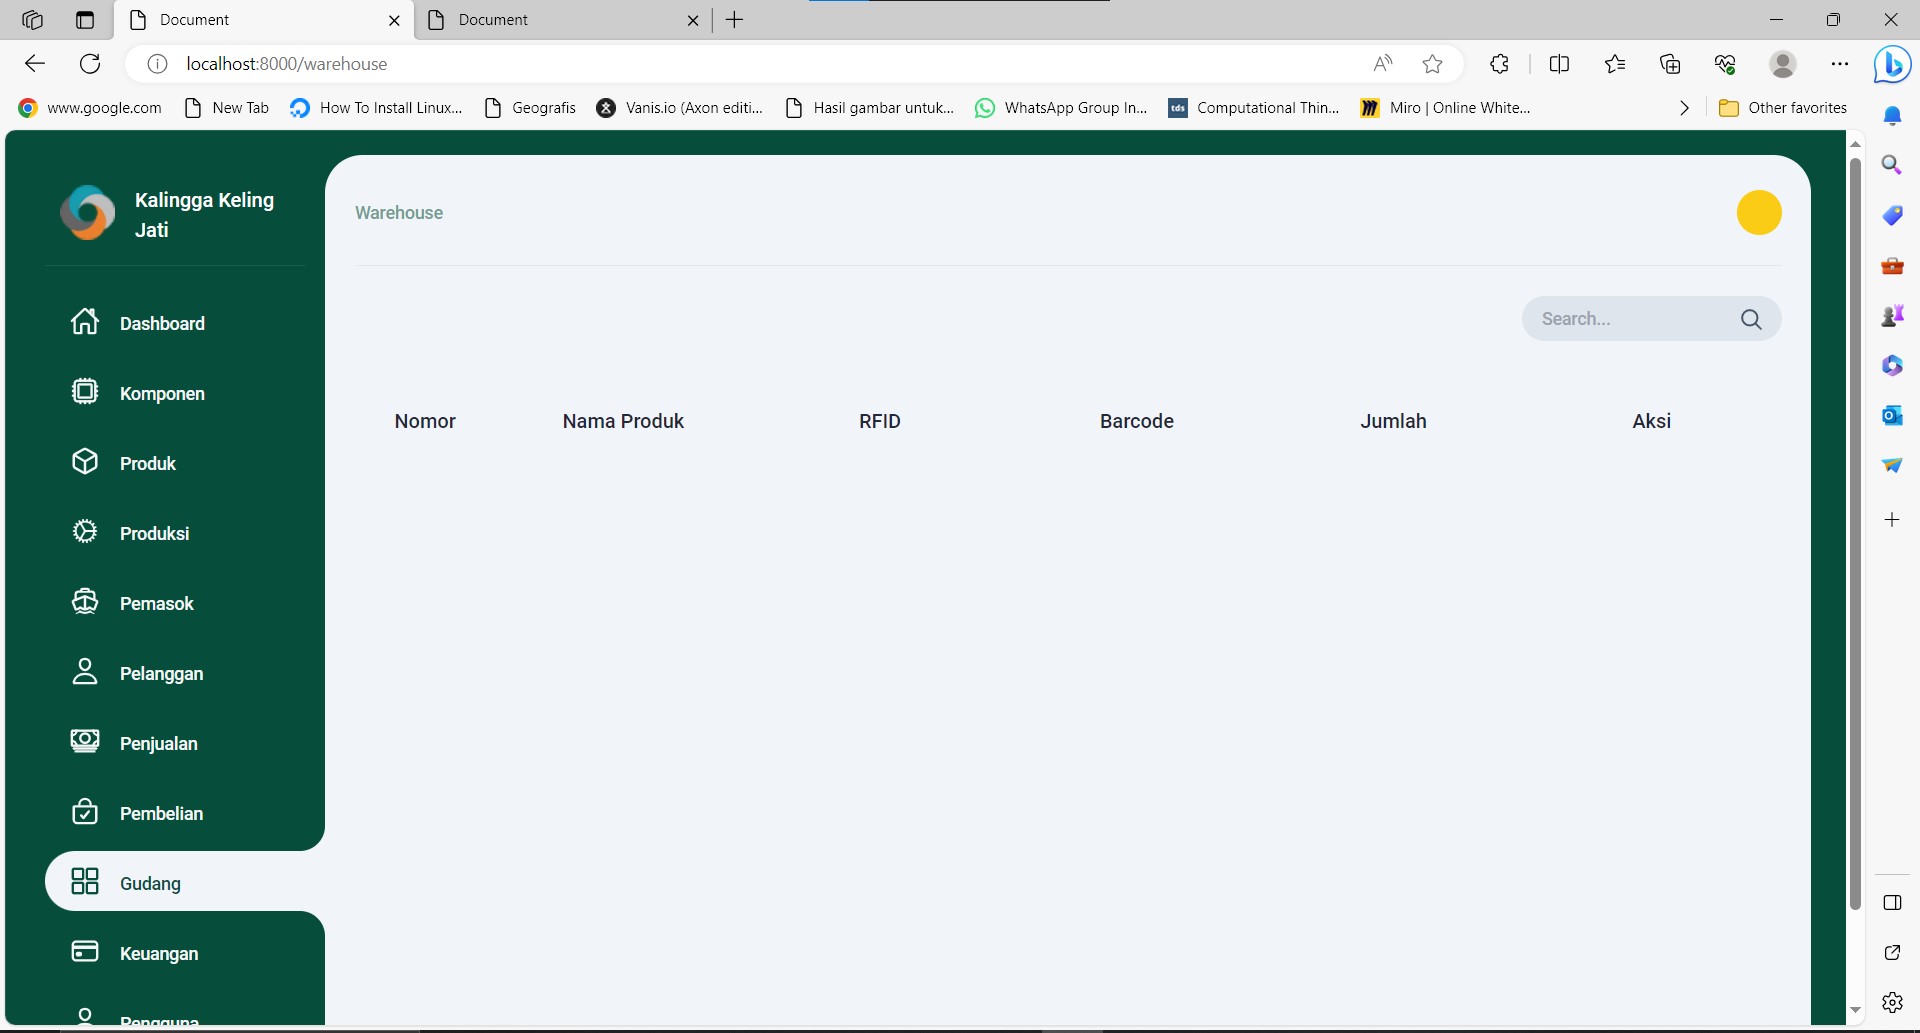 Document
Document
localhost:8000/warehouse
www.google.com
New Tab
How To Install Linux...
Geografis
Vanis.io (Axon editi...
Hasil gambar untuk...
WhatsApp Group In...
tds
Computational Thin...
Miro | Online White...
Other favorites
Kalingga Keling
Jati
Warehouse
Search...
Dashboard
Komponen
Nomor Nama Produk RFID Barcode Jumlah Aksi
Produk
Produksi
Pemasok
Pelanggan
Penjualan
Pembelian
Gudang
Keuangan
Pengguna